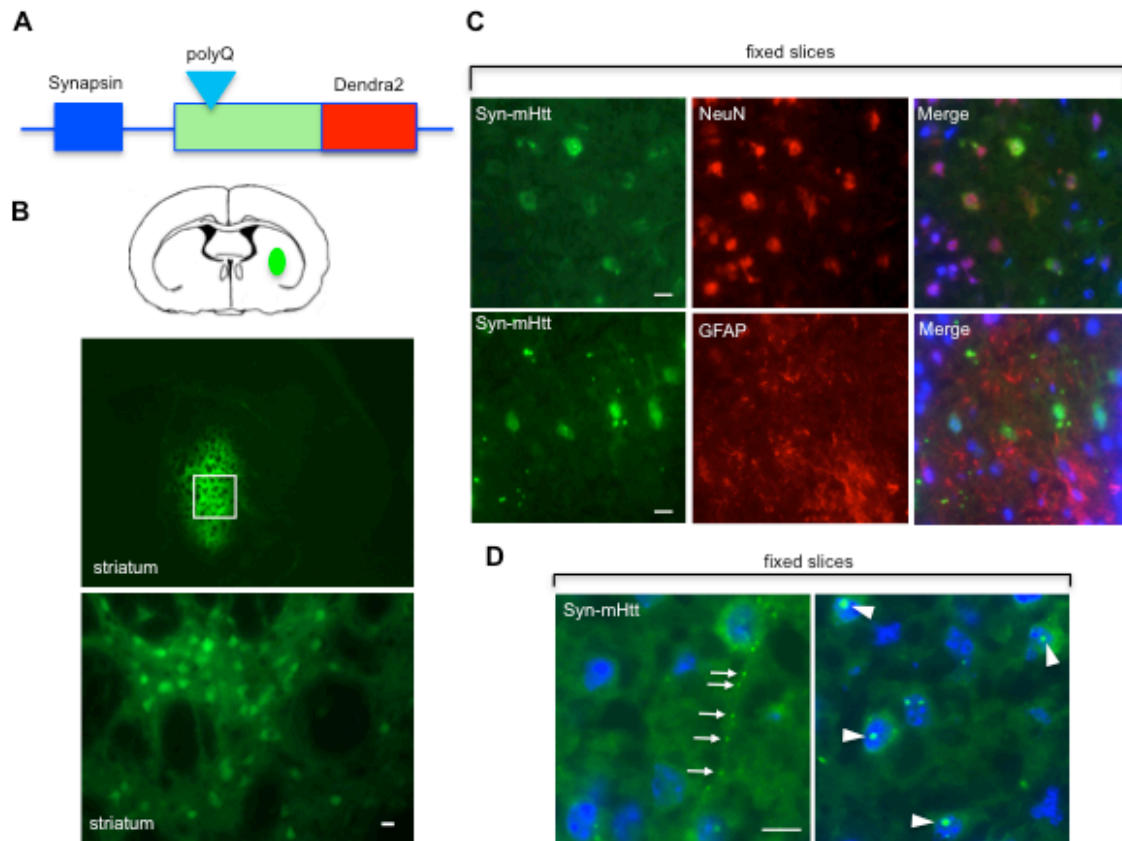 A
polyQ
Synapsin
Dendra2
B
striatum
striatum
C
fixed slices
Syn-mHtt
NeuN
Merge
Syn-mHtt
GFAP
Merge
D
fixed slices
Syn-mHtt